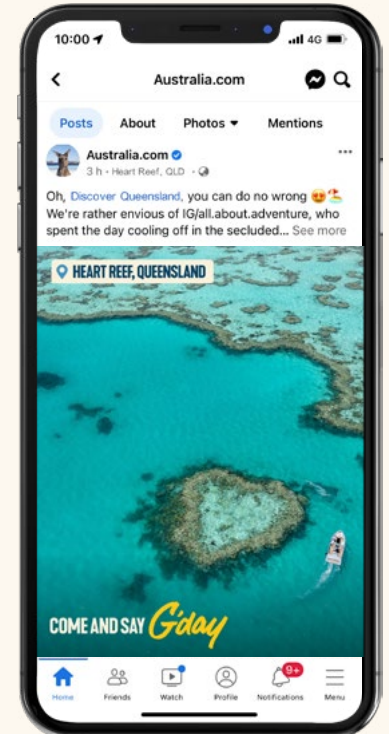 10:00
4G
Australia.com
Posts
About
Photos
Mentions
Australia.com
3 h · Heart Reef, QLD ·
Oh, Discover Queensland, you can do no wrong 😍🏖️
We're rather envious of IG/all.about.adventure, who
spent the day cooling off in the secluded... See more
HEART REEF, QUEENSLAND
COME AND SAY G'day
Home
Friends
Watch
Profile
9+
Notifications
Menu